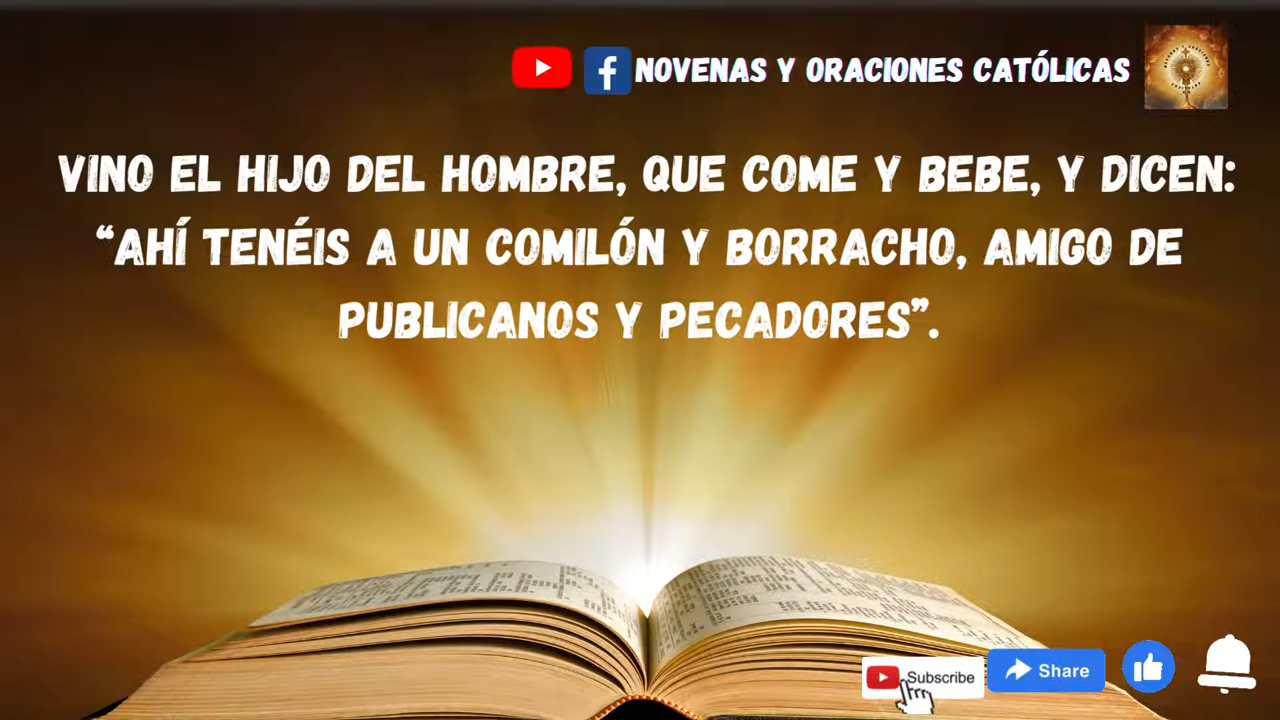 NOVENAS Y ORACIONES CATÓLICAS
VINO EL HIJO DEL HOMBRE, QUE COME Y BEBE, Y DICEN:
“AHÍ TENÉIS A UN COMILÓN Y BORRACHO, AMIGO DE
PUBLICANOS Y PECADORES”.
Subscribe
Share